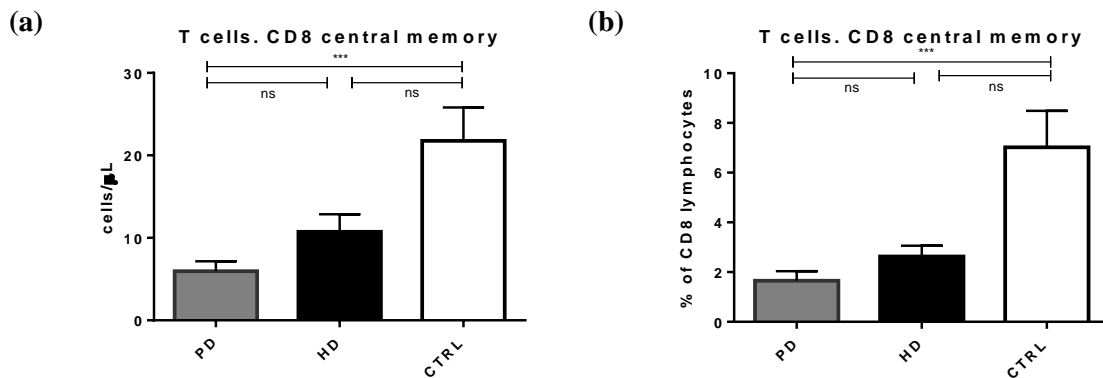 (a)
T cells. CD8 central memory
***
ns ns
30
20
10
0
cells/µL
PD HD CTRL
(b)
T cells. CD8 central memory
***
ns ns
10
8
6
4
2
0
% of CD8 lymphocytes
PD HD CTRL